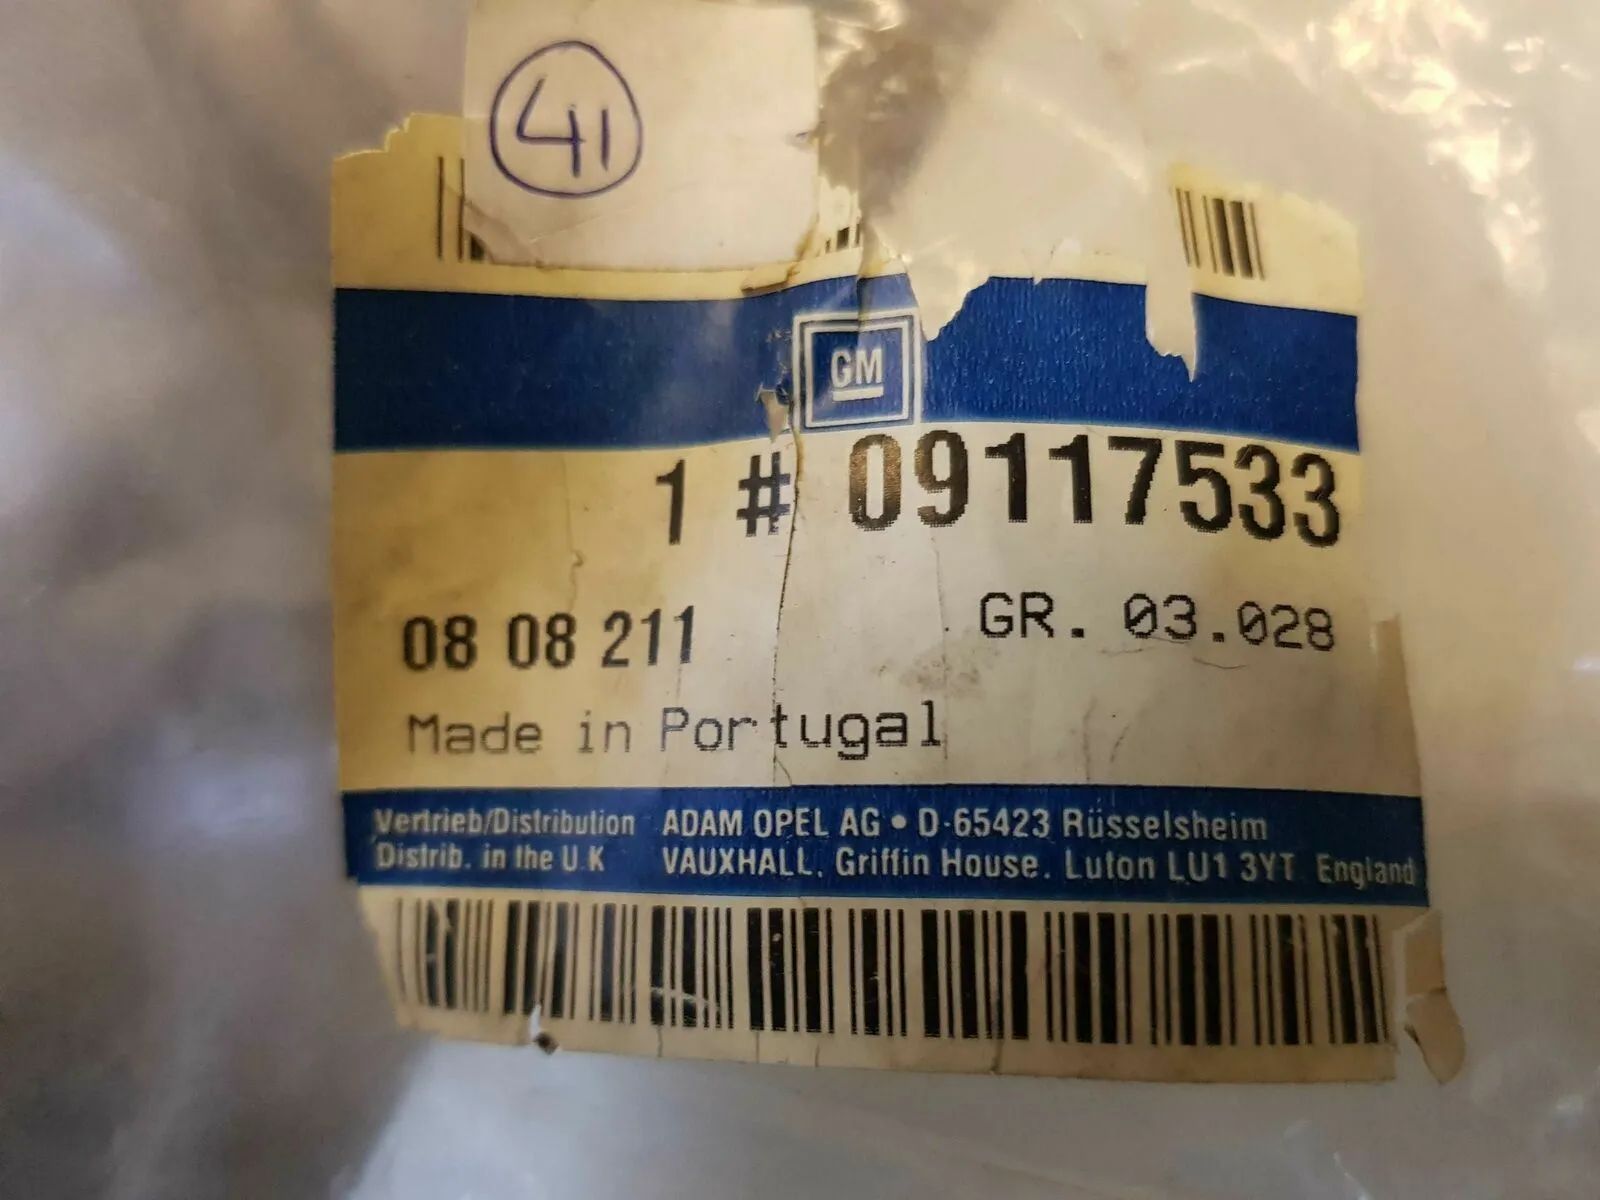 41
GM
1 # 09117533
08 08 211 GR. 03.028
Made in Portugal
Vertrieb/Distribution ADAM OPEL AG • D-65423 Rüsselsheim
Distrib. in the U.K VAUXHALL, Griffin House. Luton LU1 3YT England